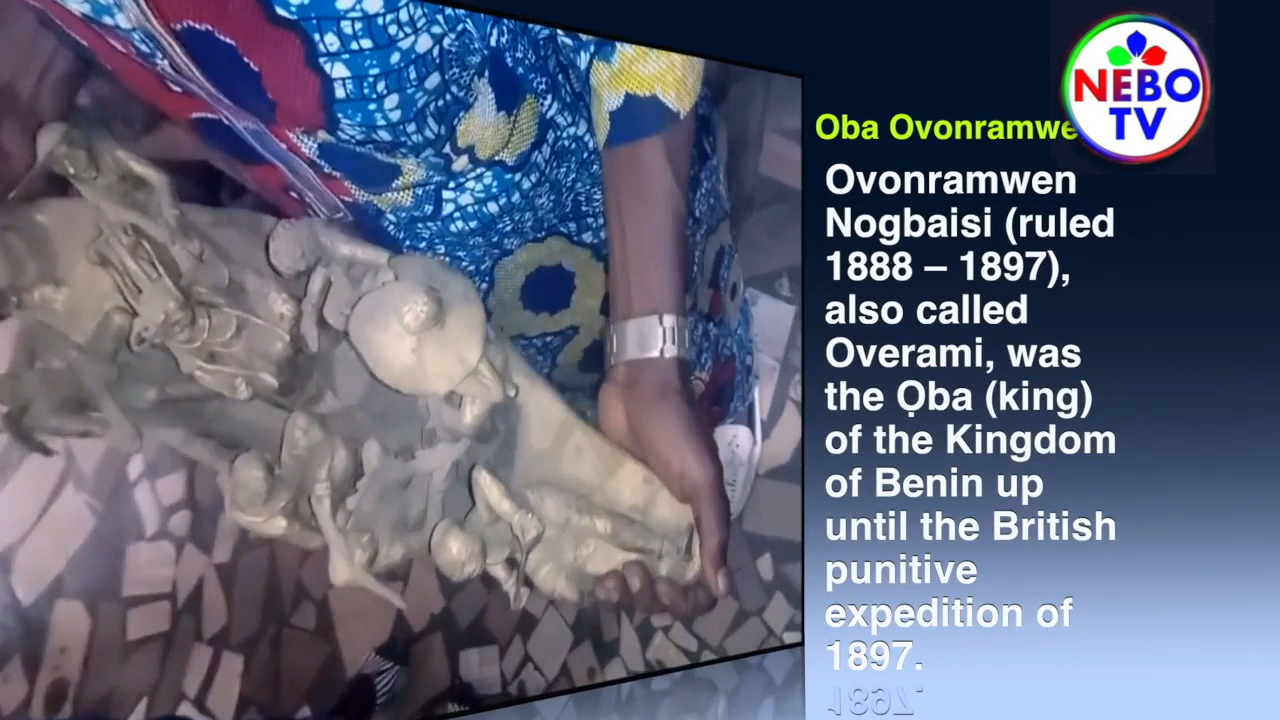 NEBO
TV
Oba Ovonramwe
Ovonramwen
Nogbaisi (ruled
1888 – 1897),
also called
Overami, was
the Ọba (king)
of the Kingdom
of Benin up
until the British
punitive
expedition of
1897.